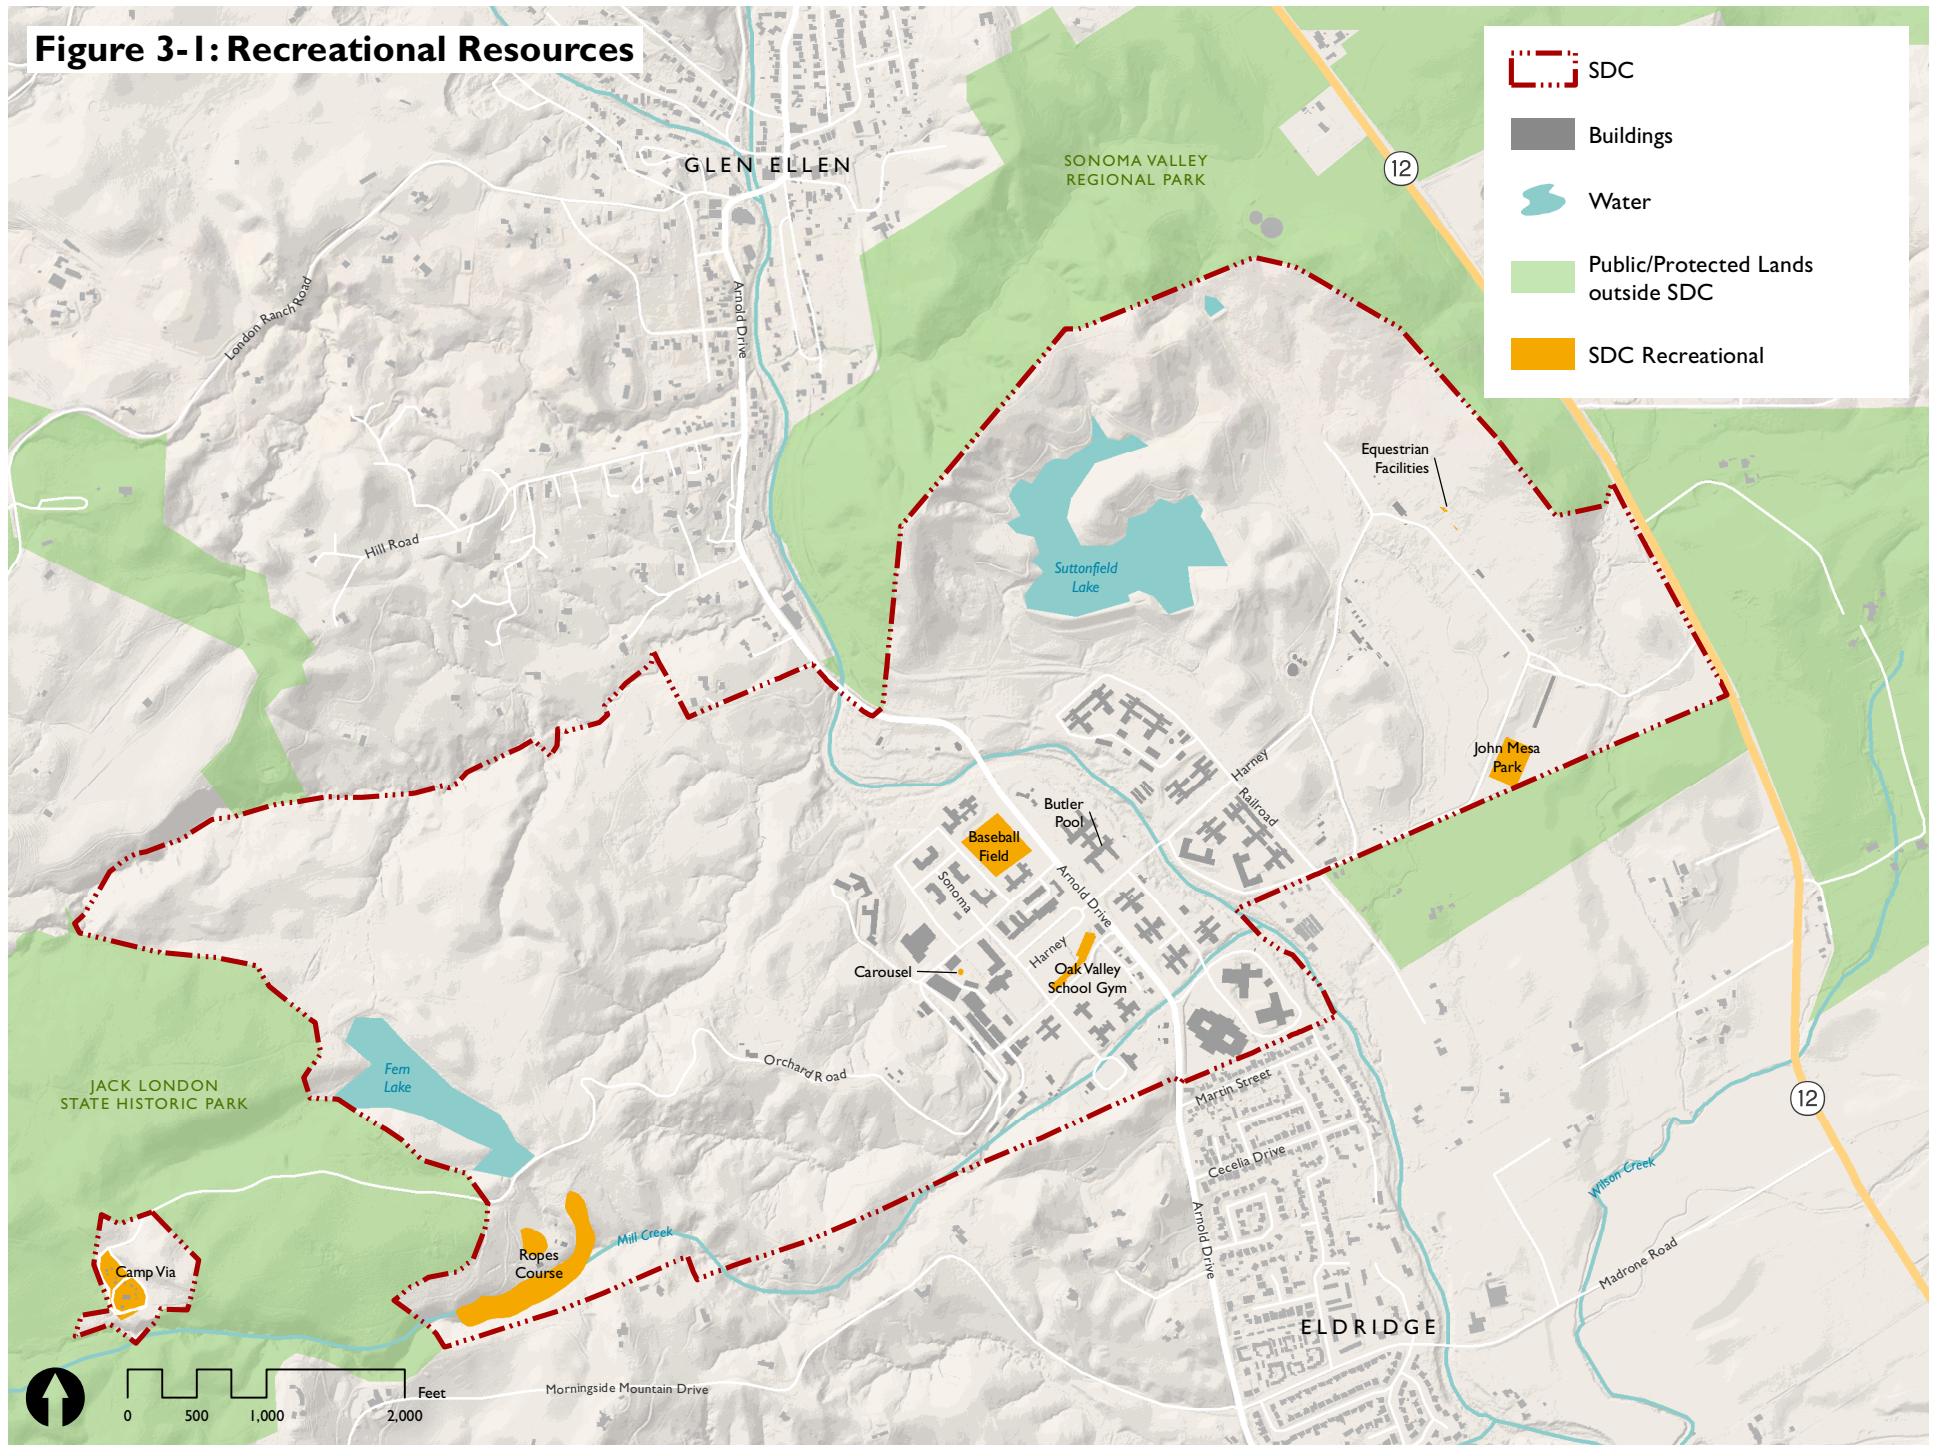 Figure 3-1: Recreational Resources
SDC
Buildings
Water
Public/Protected Lands
outside SDC
SDC Recreational
GLEN ELLEN
SONOMA VALLEY
REGIONAL PARK
12
London Ranch Road
Arnold Drive
Hill Road
Equestrian
Facilities
Suttonfield
Lake
John Mesa
Park
Harney
Railroad
Butler
Pool
Baseball
Field
Sonoma
Arnold Drive
Harney
Oak Valley
School Gym
Carousel
Orchard Road
Fern
Lake
JACK LONDON
STATE HISTORIC PARK
Martin Street
Cecelia Drive
12
Wilson Creek
Madrone Road
Arnold Drive
Mill Creek
Ropes
Course
Camp Via
ELDRIDGE
Morningside Mountain Drive
Feet
0 500 1,000 2,000